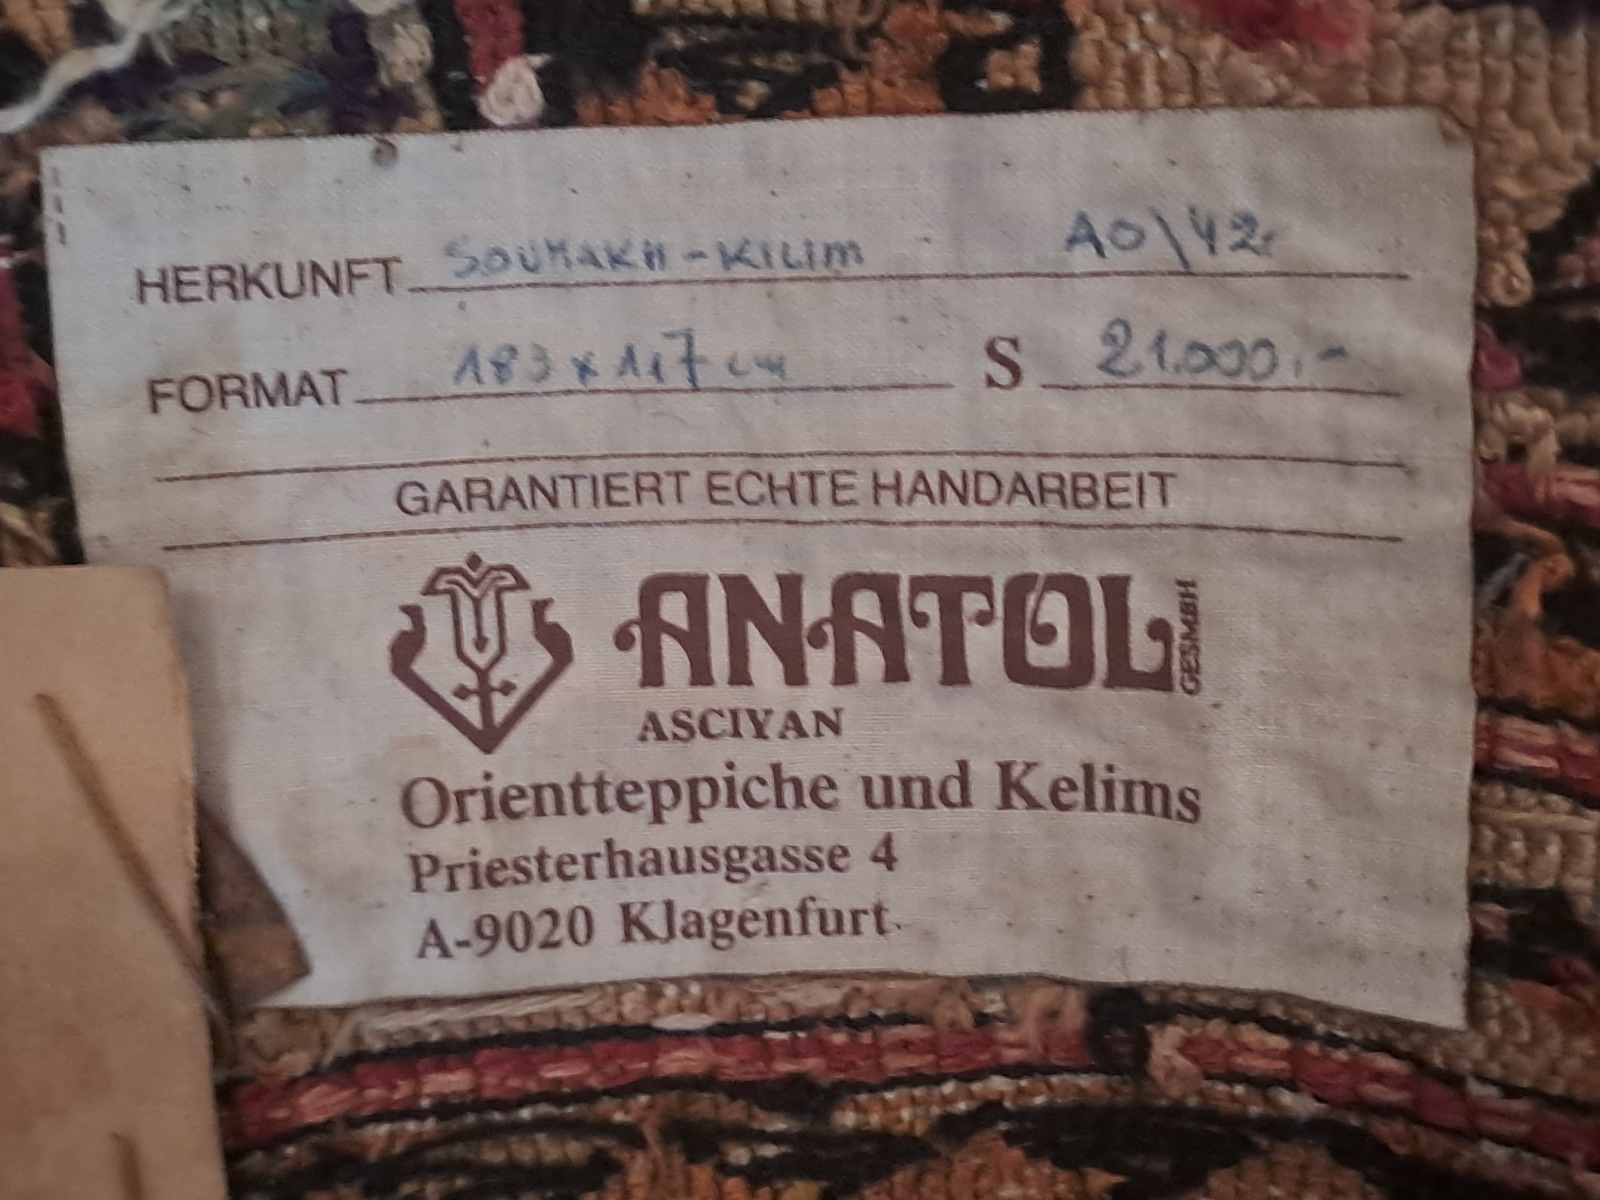 HERKUNFT SOUMAKH-KILIM AO\42.
FORMAT 183 x 117 cm S 21.000.-
GARANTIERT ECHTE HANDARBEIT
ANATOL GESMBH
ASCIYAN
Orientteppiche und Kelims
Priesterhausgasse 4
A-9020 Klagenfurt